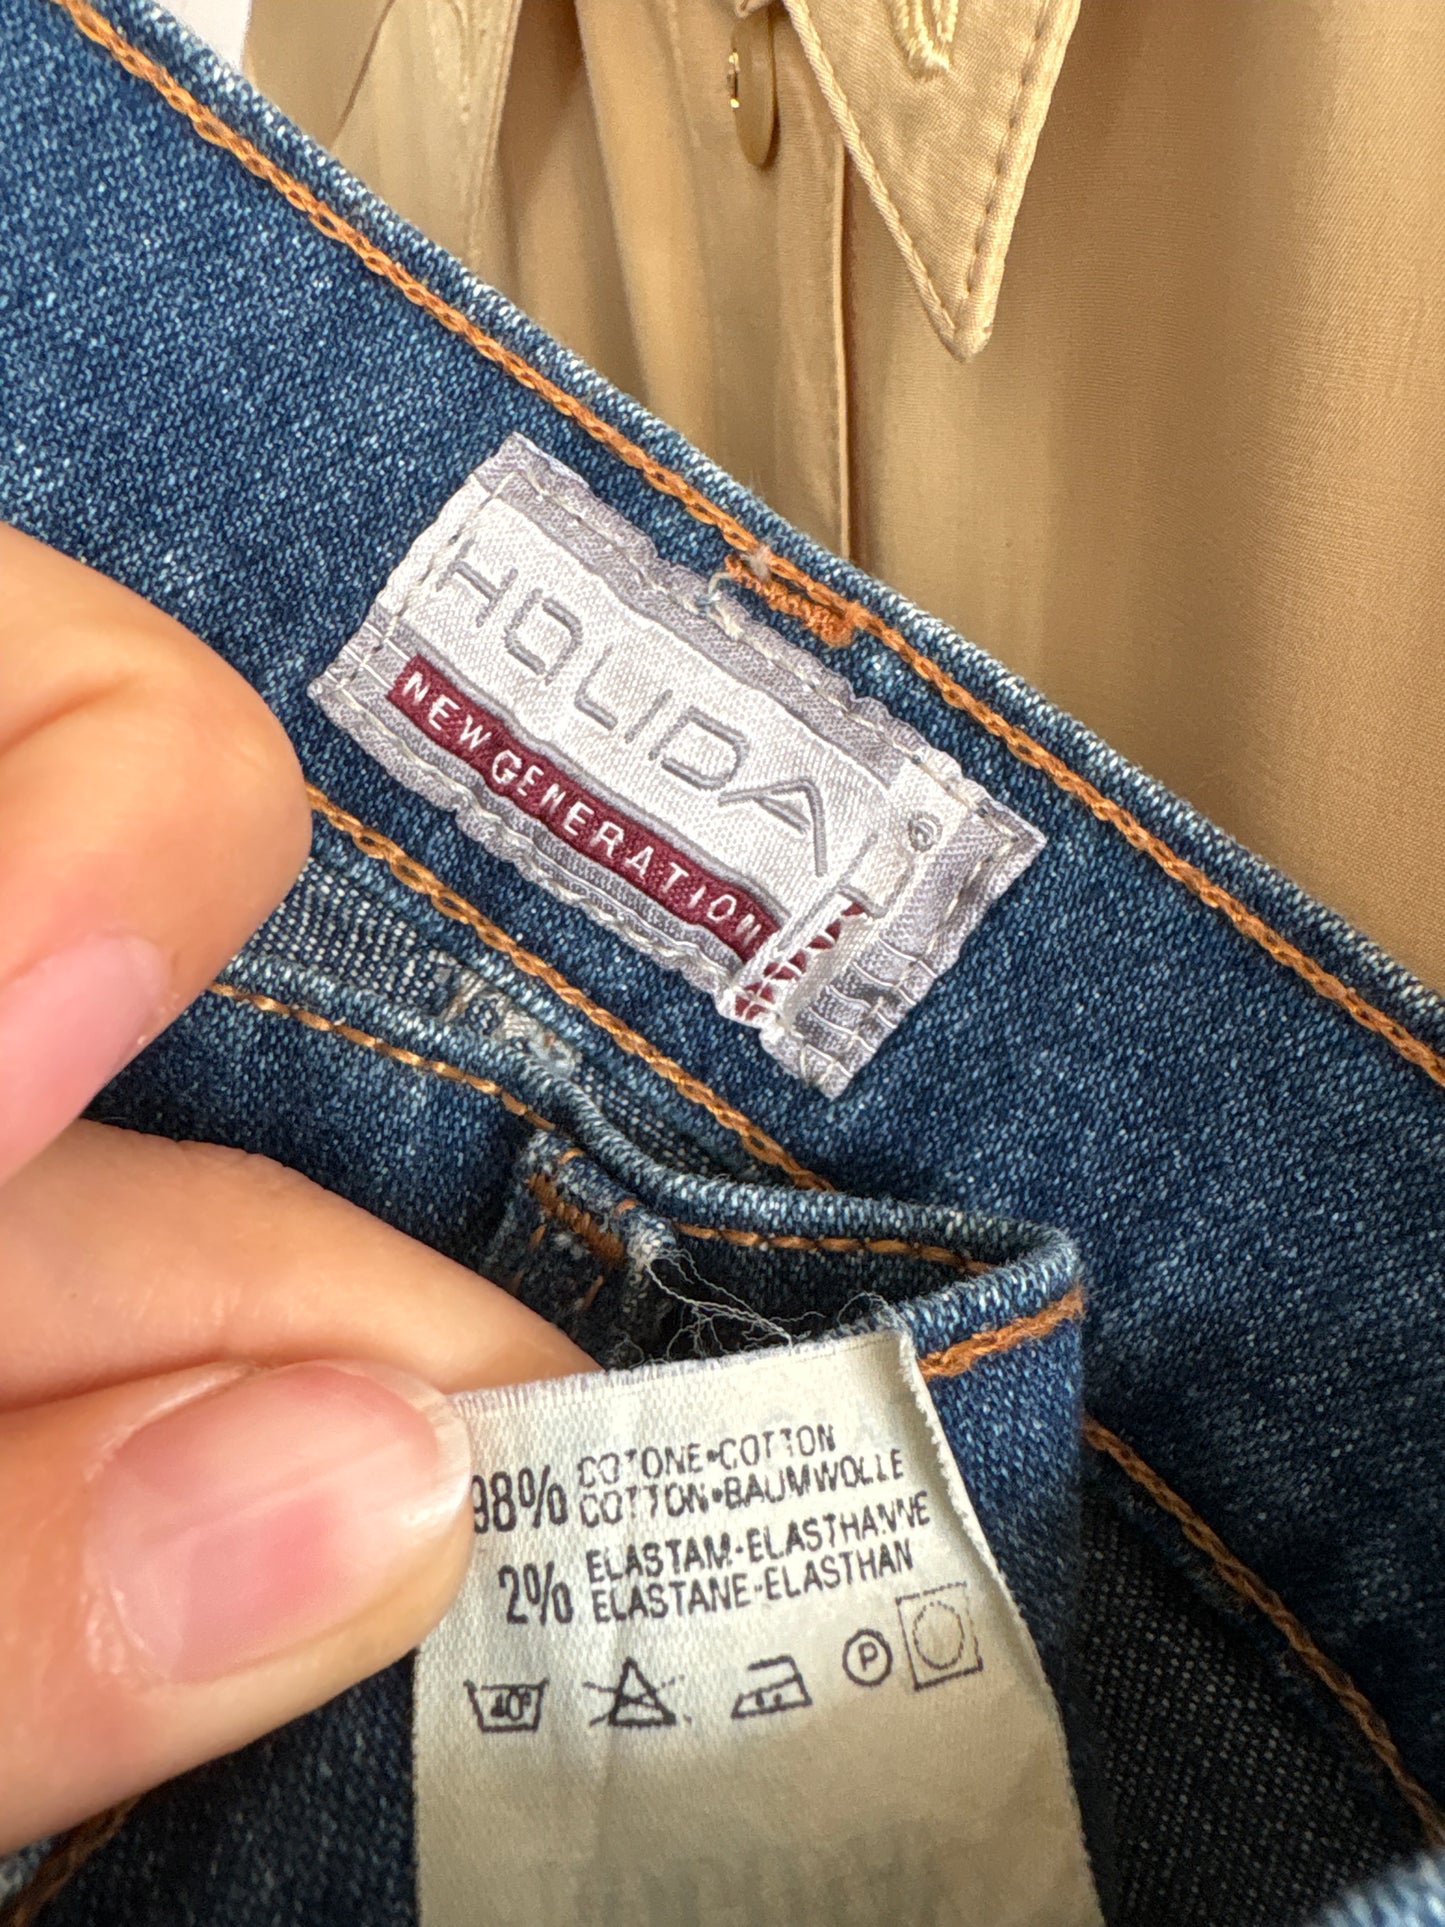 HOLIDAY®
NEW GENERATION
98% COTONE•COTTON
COTTON•BAUMWOLLE
2% ELASTAM-ELASTHANNE
ELASTANE-ELASTHAN
40°
P